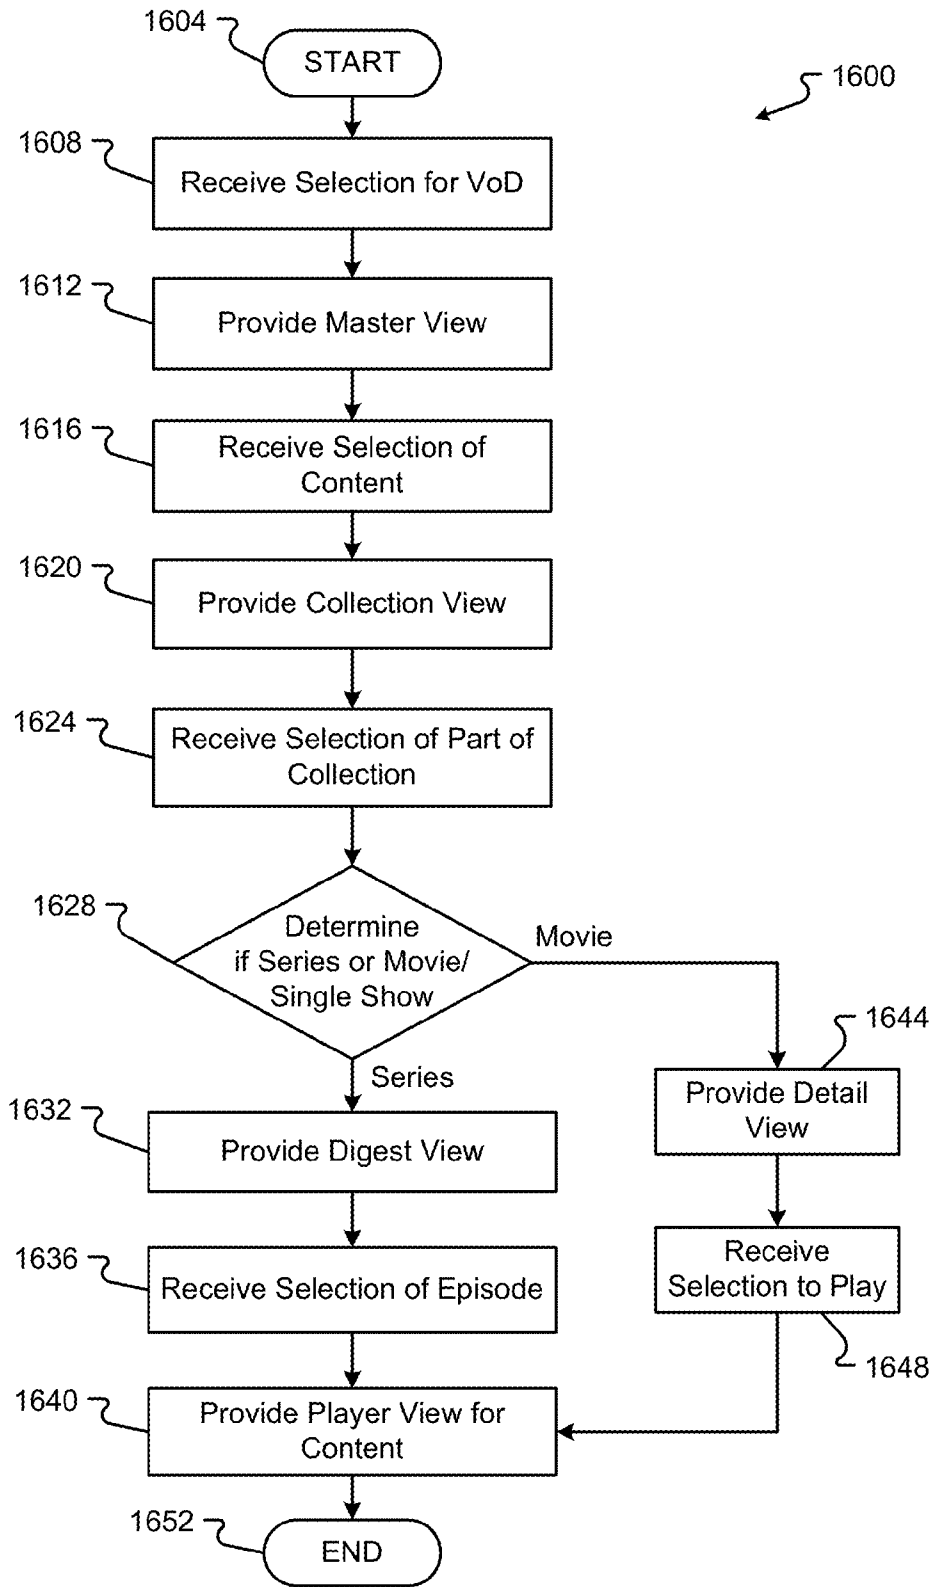 1604
START
1600
1608
Receive Selection for VoD
1612
Provide Master View
1616
Receive Selection of
Content
1620
Provide Collection View
1624
Receive Selection of Part of
Collection
1628
Determine
if Series or Movie/
Single Show
Movie
Series
1644
Provide Detail
View
1632
Provide Digest View
1636
Receive Selection of Episode
Receive
Selection to Play
1648
1640
Provide Player View for
Content
1652
END